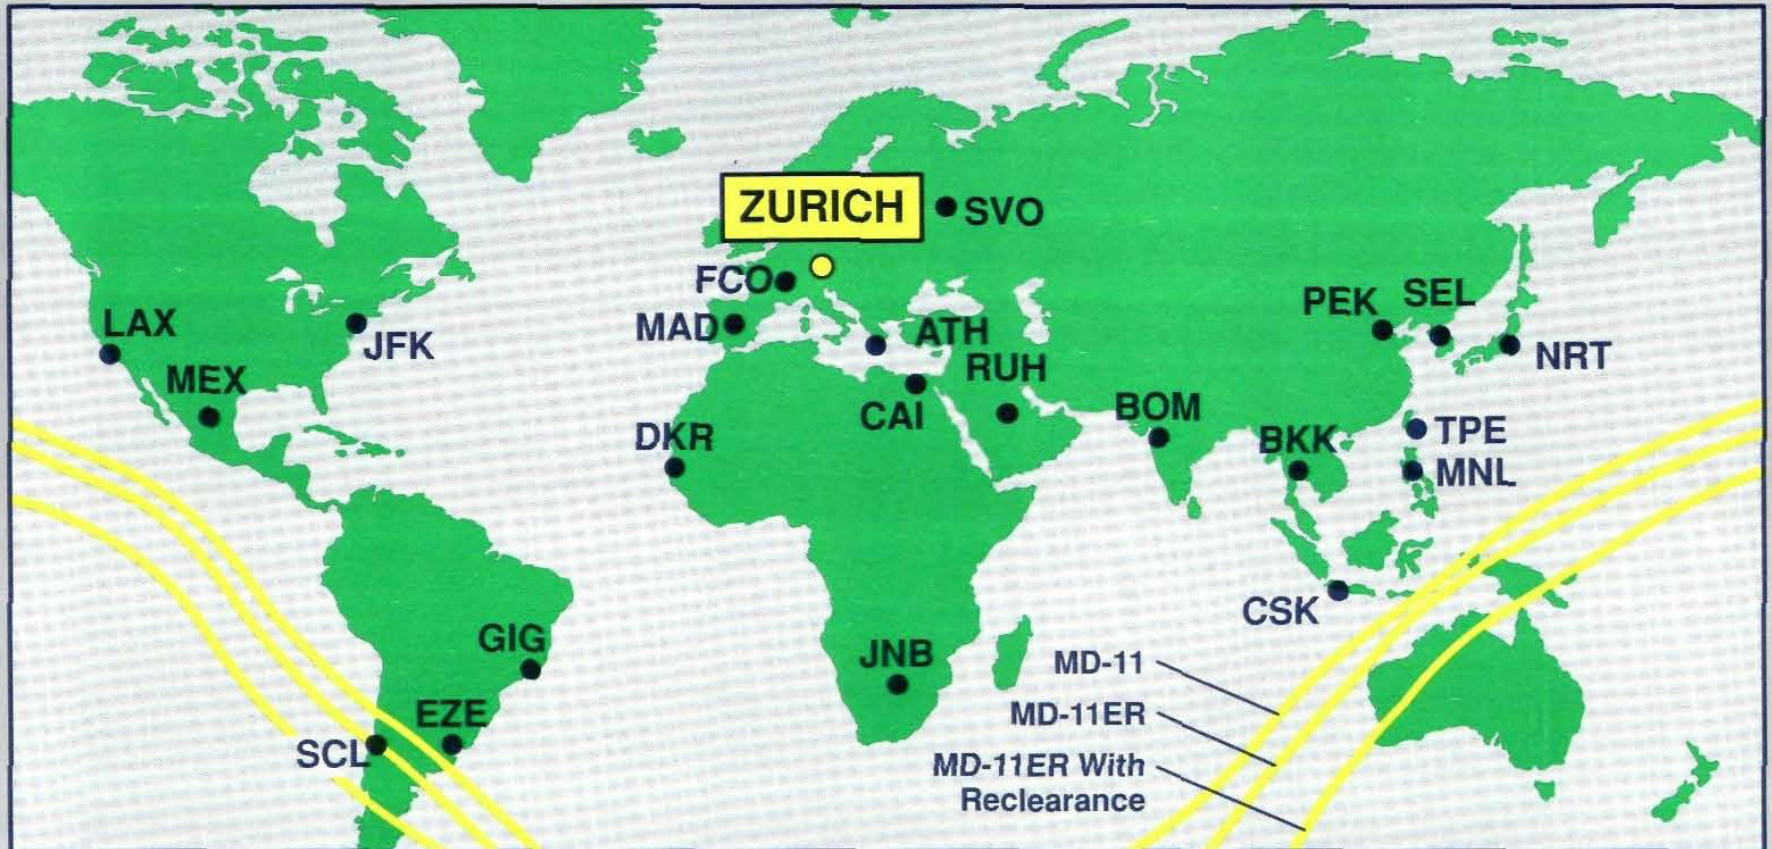 ZURICH
SVO
FCO
PEK
SEL
LAX
JFK
MAD
ATH
NRT
MEX
RUH
CAI
BOM
DKR
BKK
TPE
MNL
CSK
GIG
JNB
MD-11
EZE
MD-11ER
SCL
MD-11ER With
Reclearance